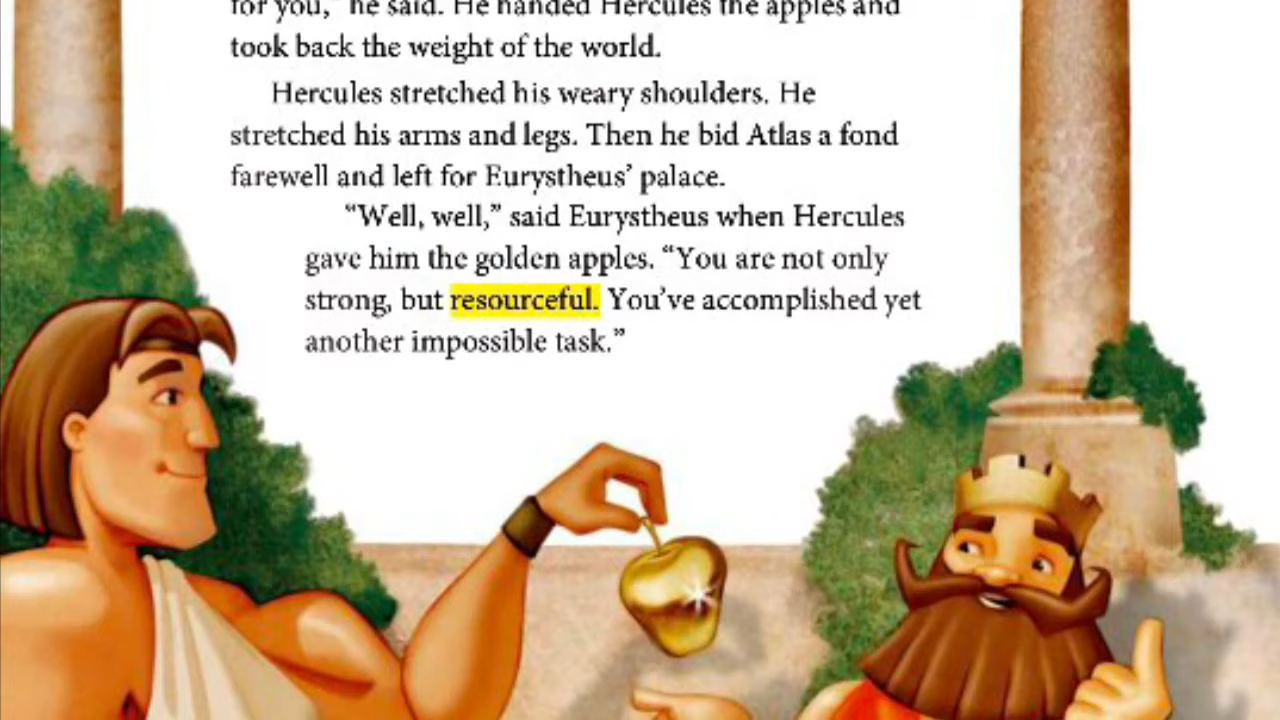 for you,” he said. He handed Hercules the apples and
took back the weight of the world.
Hercules stretched his weary shoulders. He
stretched his arms and legs. Then he bid Atlas a fond
farewell and left for Eurystheus’ palace.
“Well, well,” said Eurystheus when Hercules
gave him the golden apples. “You are not only
strong, but resourceful. You’ve accomplished yet
another impossible task.”